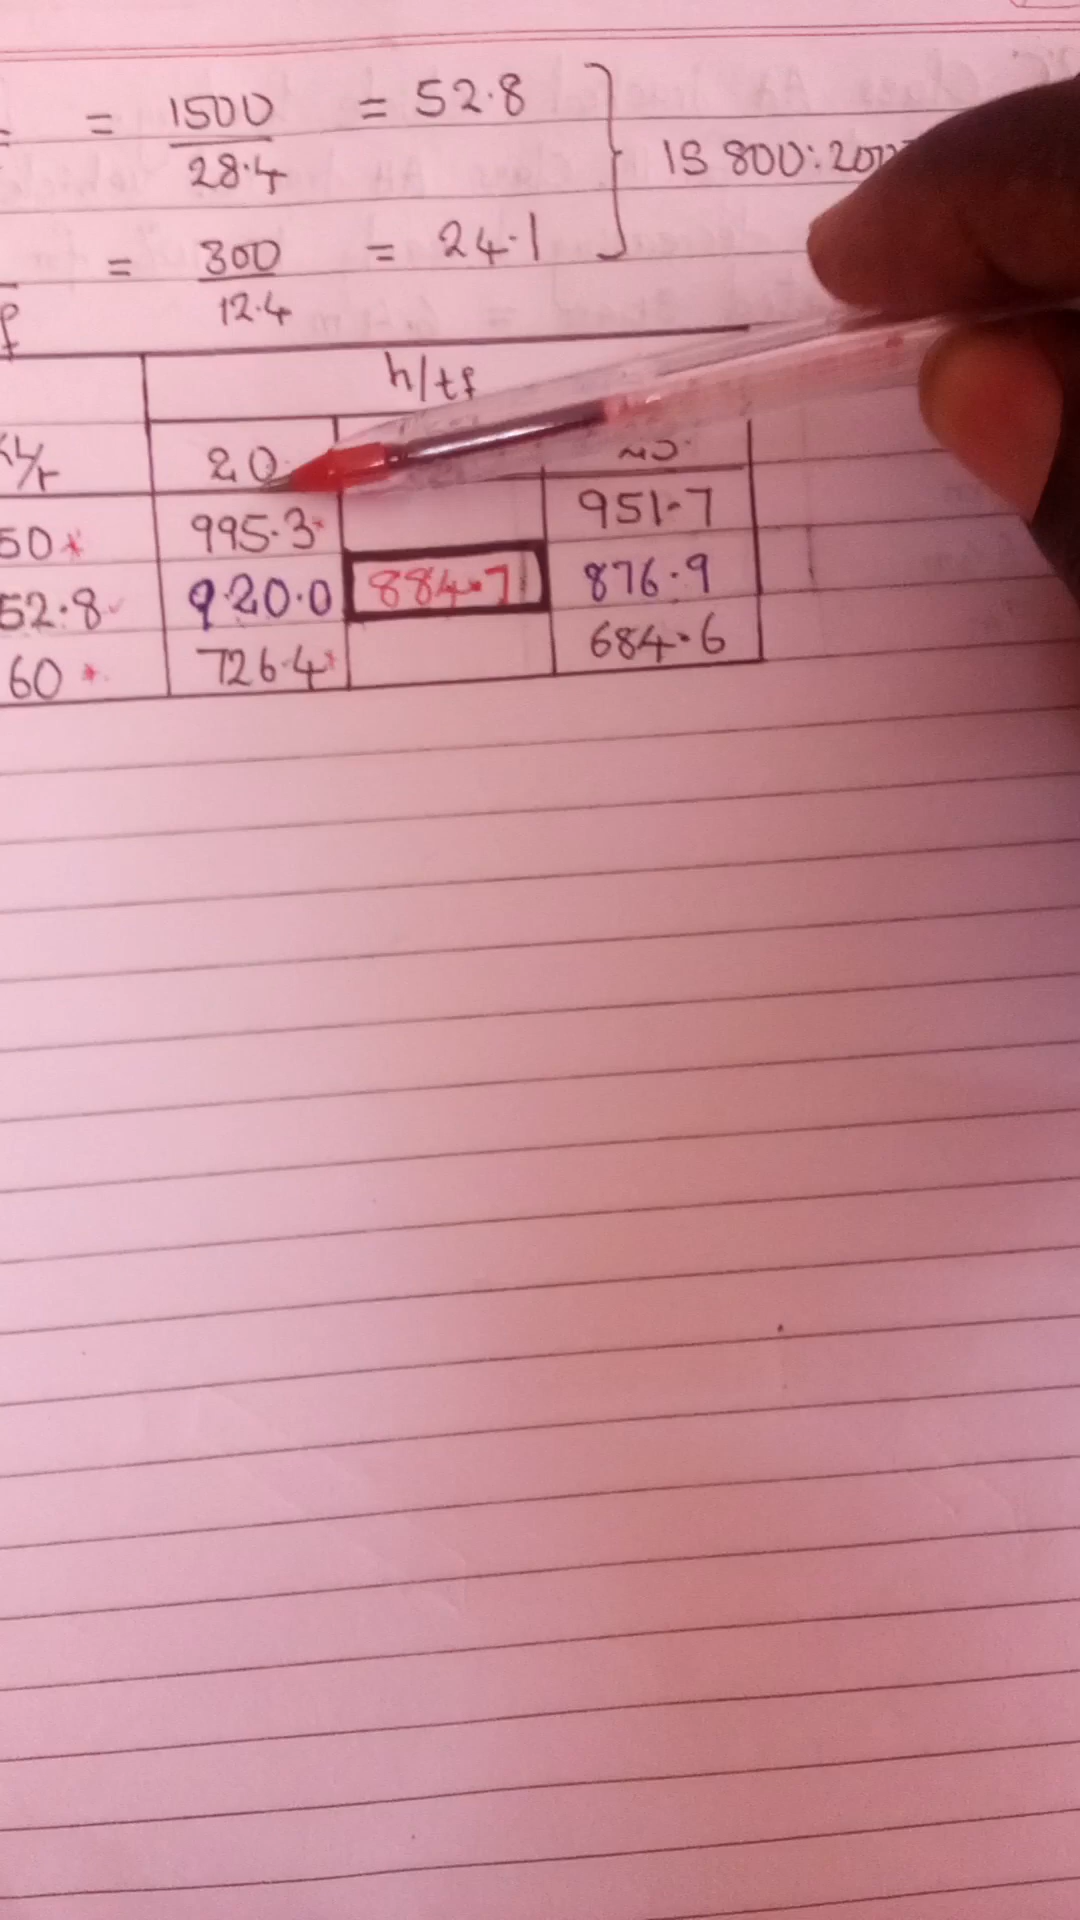 = 1500 = 52.8
28.4
IS 800:200
= 300 = 24.1
f 12.4
h/tf
20
50* 995.3* 951.7
52.8 920.0 884.7 876.9
60* 726.4* 684.6